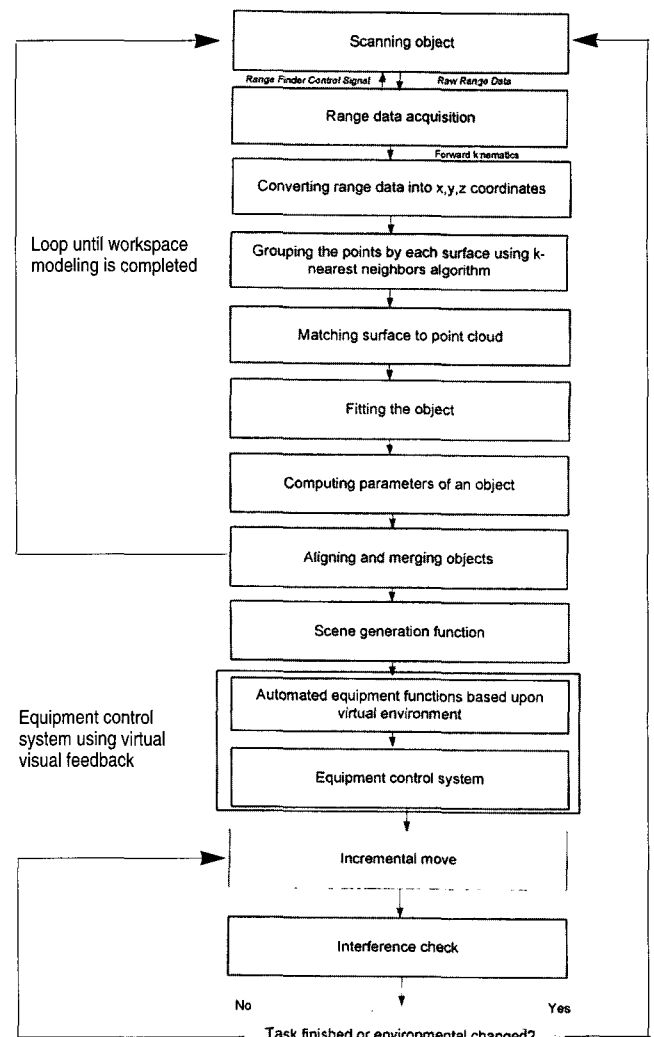 Scanning object
Range Finder Control Signal
Raw Range Data
Range data acquisition
Forward kinematics
Converting range data into x,y,z coordinates
Loop until workspace
modeling is completed
Grouping the points by each surface using k-
nearest neighbors algorithm
Matching surface to point cloud
Fitting the object
Computing parameters of an object
Aligning and merging objects
Scene generation function
Equipment control
system using virtual
visual feedback
Automated equipment functions based upon
virtual environment
Equipment control system
Incremental move
Interference check
No
Yes
Task finished or environmental changed?